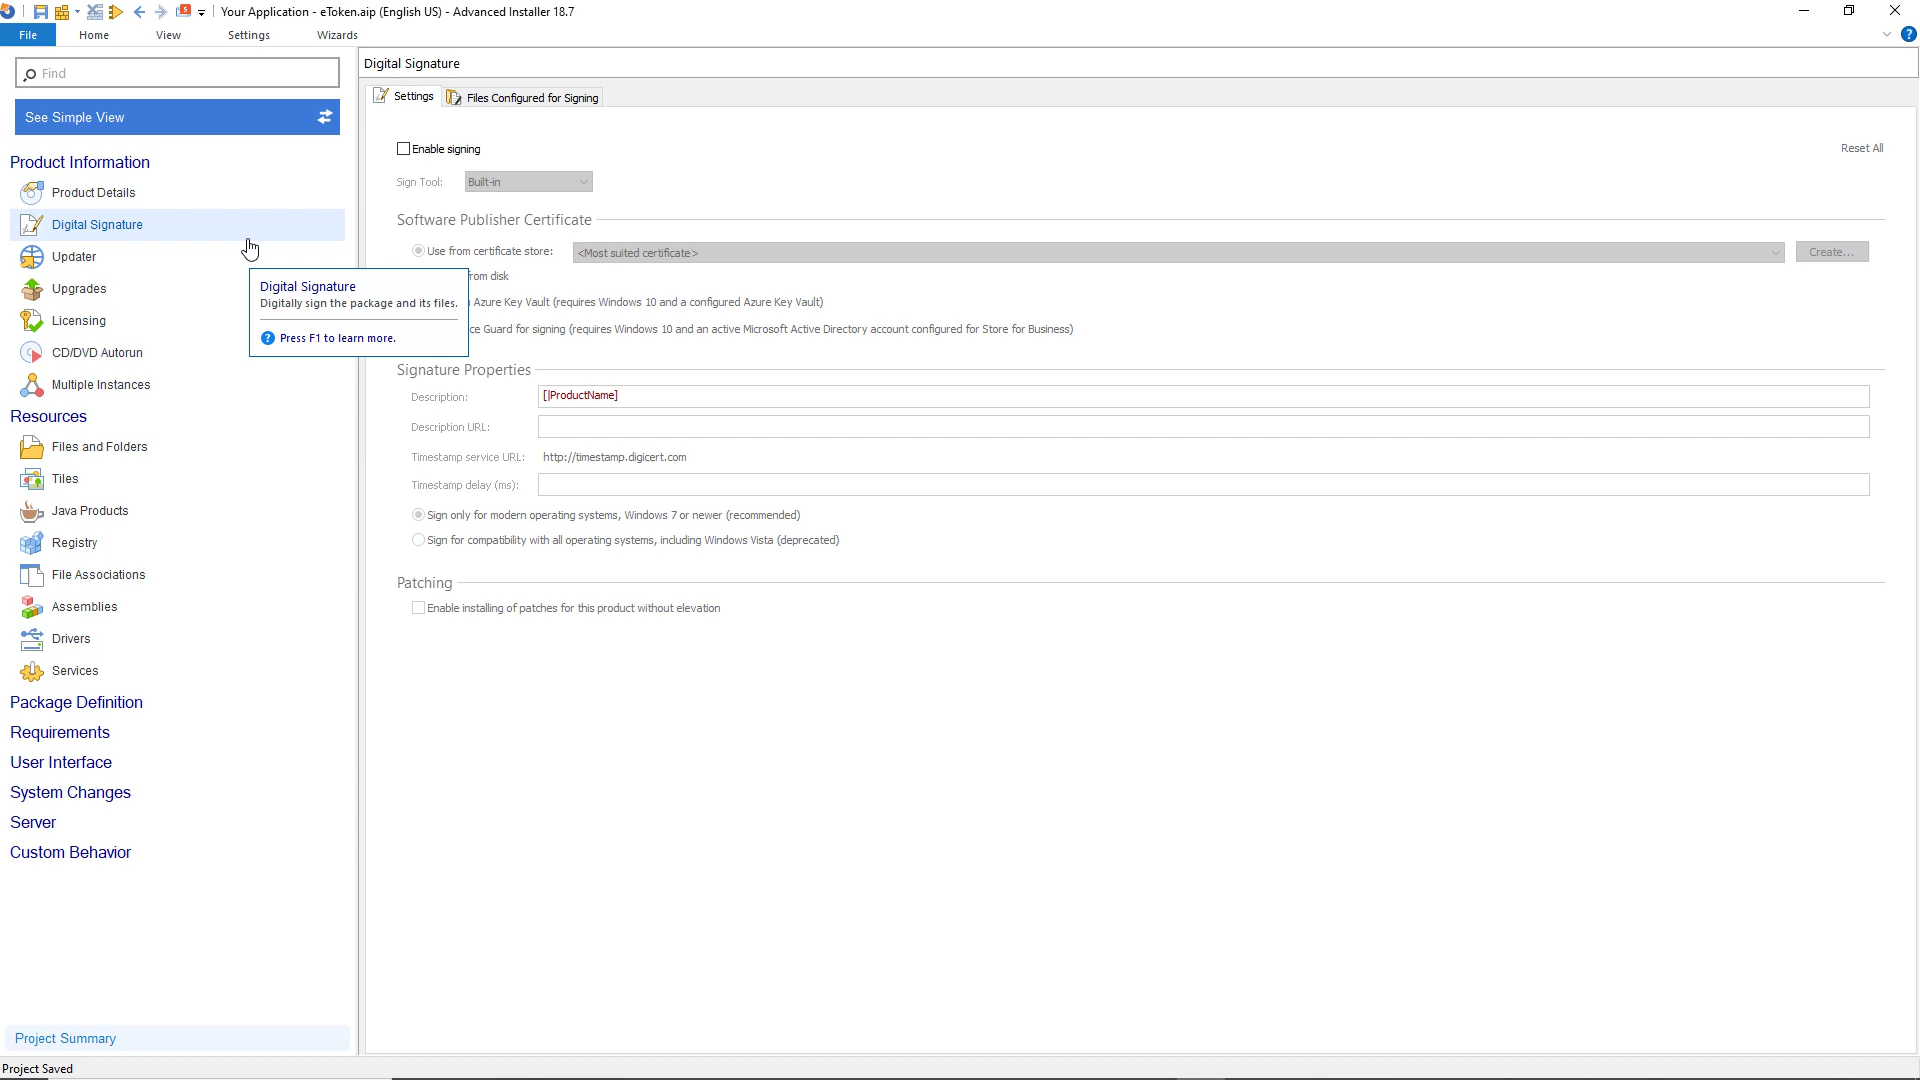 Your Application - eToken.aip (English US) - Advanced Installer 18.7
File Home View Settings Wizards
Find
See Simple View
Product Information
Product Details
Digital Signature
Updater
Upgrades
Licensing
CD/DVD Autorun
Multiple Instances
Resources
Files and Folders
Tiles
Java Products
Registry
File Associations
Assemblies
Drivers
Services
Package Definition
Requirements
User Interface
System Changes
Server
Custom Behavior
Project Summary
Project Saved
Digital Signature
Settings Files Configured for Signing
Enable signing Reset All
Sign Tool: Built-in
Software Publisher Certificate
Use from certificate store: <Most suited certificate> Create...
from disk
Azure Key Vault (requires Windows 10 and a configured Azure Key Vault)
ce Guard for signing (requires Windows 10 and an active Microsoft Active Directory account configured for Store for Business)
Digital Signature
Digitally sign the package and its files.
? Press F1 to learn more.
Signature Properties
Description: [|ProductName]
Description URL:
Timestamp service URL: http://timestamp.digicert.com
Timestamp delay (ms):
Sign only for modern operating systems, Windows 7 or newer (recommended)
Sign for compatibility with all operating systems, including Windows Vista (deprecated)
Patching
Enable installing of patches for this product without elevation